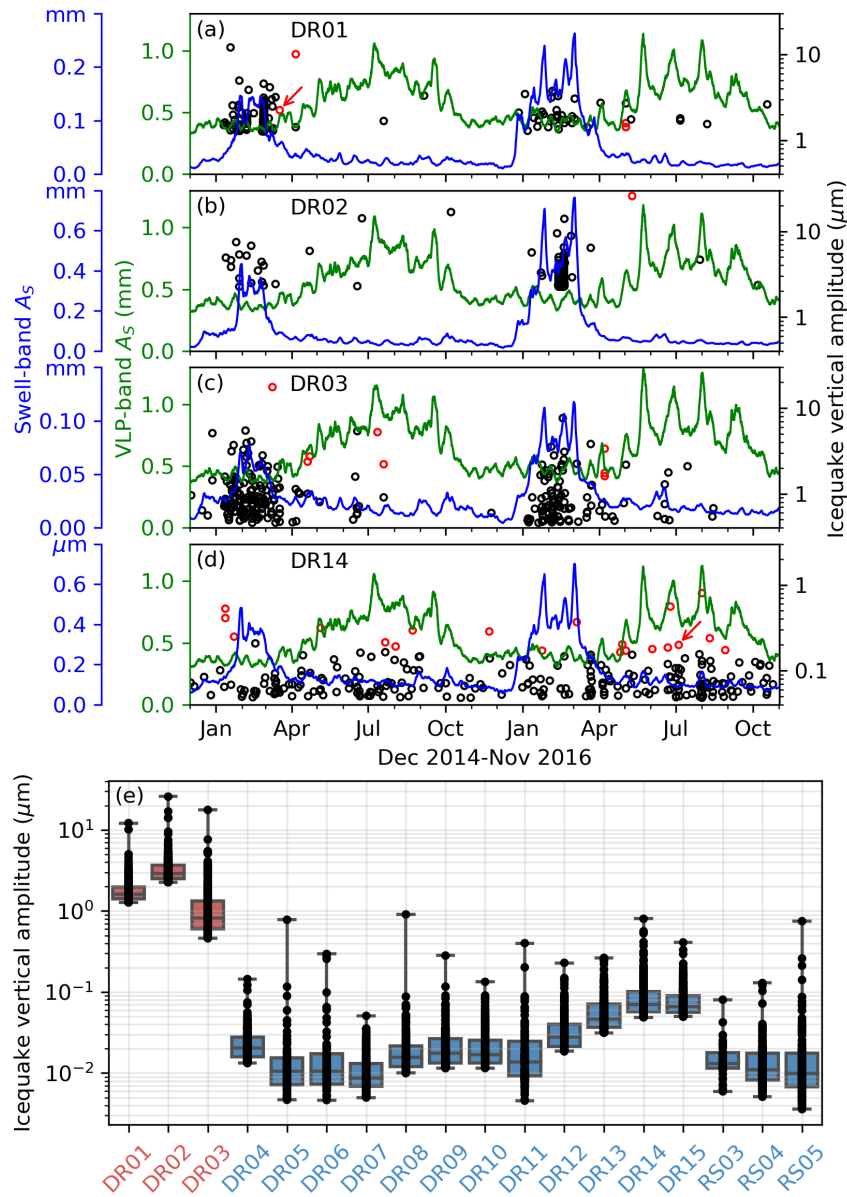 mm
(a)
DR01
0.2
0.1
0.0
1.0
0.5
0.0
10
1
mm
(b)
DR02
0.6
0.4
0.2
0.0
1.0
0.5
0.0
10
1
mm
(c)
DR03
0.10
0.05
0.00
1.0
0.5
0.0
10
1
μm
(d)
DR14
0.6
0.4
0.2
0.0
1.0
0.5
0.0
1
0.1
Swell-band A_S
VLP-band A_S (mm)
Icequake vertical amplitude (μm)
Jan Apr Jul Oct Jan Apr Jul Oct
Dec 2014-Nov 2016
(e)
Icequake vertical amplitude (μm)
10^1
10^0
10^−1
10^−2
DR01 DR02 DR03 DR04 DR05 DR06 DR07 DR08 DR09 DR10 DR11 DR12 DR13 DR14 DR15 RS03 RS04 RS05